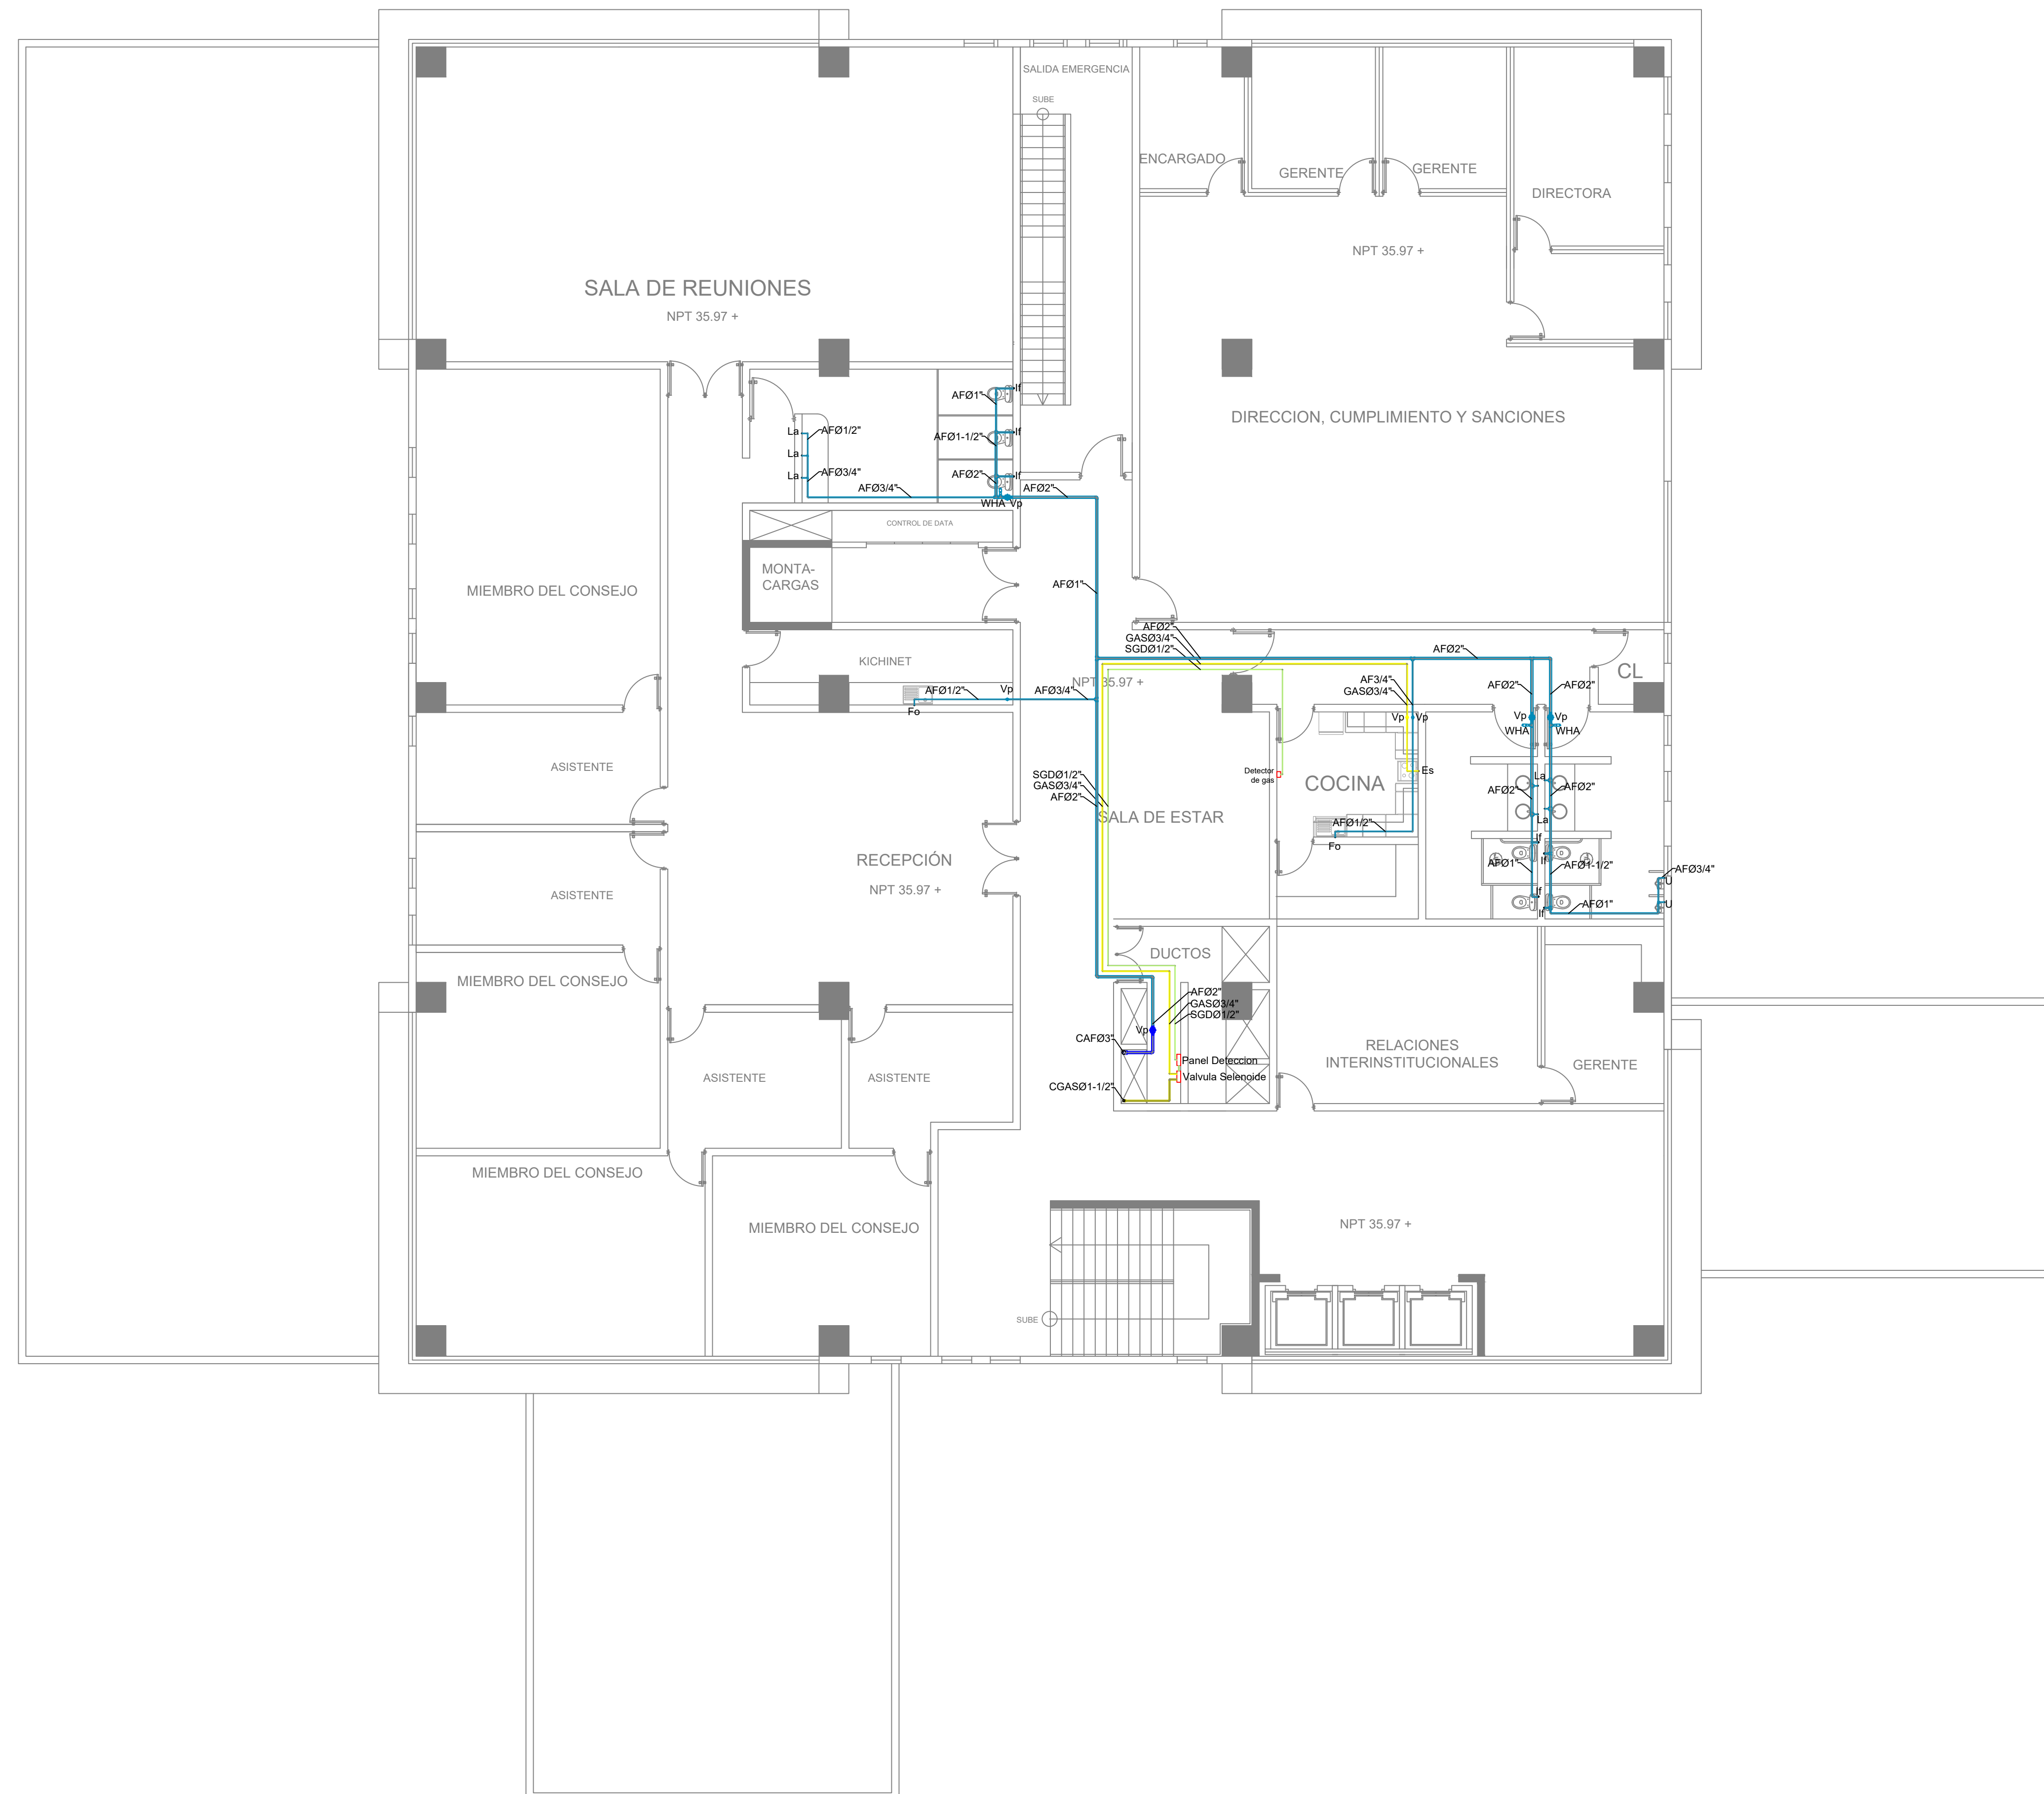 SALIDA EMERGENCIA
SUBE
ENCARGADO
GERENTE
GERENTE
DIRECTORA
NPT 35.97 +
SALA DE REUNIONES
NPT 35.97 +
DIRECCION, CUMPLIMIENTO Y SANCIONES
AFØ1"
If
AFØ1-1/2"
If
AFØ2"
If
La
AFØ1/2"
La
La
AFØ3/4"
AFØ3/4"
WHA
Vp
AFØ2"
CONTROL DE DATA
MONTA-
CARGAS
MIEMBRO DEL CONSEJO
AFØ1"
AFØ2"
GASØ3/4"
SGDØ1/2"
AFØ2"
KICHINET
CL
NPT 35.97 +
AFØ1/2"
Vp
AFØ3/4"
Fo
AF3/4"
GASØ3/4"
Vp
Vp
AFØ2"
AFØ2"
Vp
Vp
WHA
WHA
ASISTENTE
SGDØ1/2"
GASØ3/4"
AFØ2"
Detector
de gas
COCINA
Es
La
AFØ2"
AFØ2"
La
SALA DE ESTAR
AFØ1/2"
Fo
If
If
AFØ1"
AFØ1-1/2"
AFØ3/4"
U
If
If
AFØ1"
U
RECEPCIÓN
NPT 35.97 +
ASISTENTE
DUCTOS
MIEMBRO DEL CONSEJO
AFØ2"
GASØ3/4"
SGDØ1/2"
Vp
CAFØ3"
Panel Deteccion
Valvula Selenoide
CGASØ1-1/2"
RELACIONES
INTERINSTITUCIONALES
GERENTE
ASISTENTE
ASISTENTE
MIEMBRO DEL CONSEJO
MIEMBRO DEL CONSEJO
NPT 35.97 +
SUBE